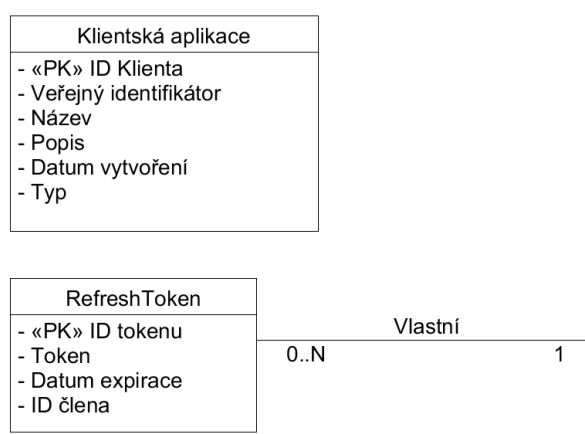 Klientská aplikace
- «PK» ID Klienta
- Veřejný identifikátor
- Název
- Popis
- Datum vytvoření
- Typ
RefreshToken
- «PK» ID tokenu
- Token
- Datum expirace
- ID člena
Vlastní
0..N 1